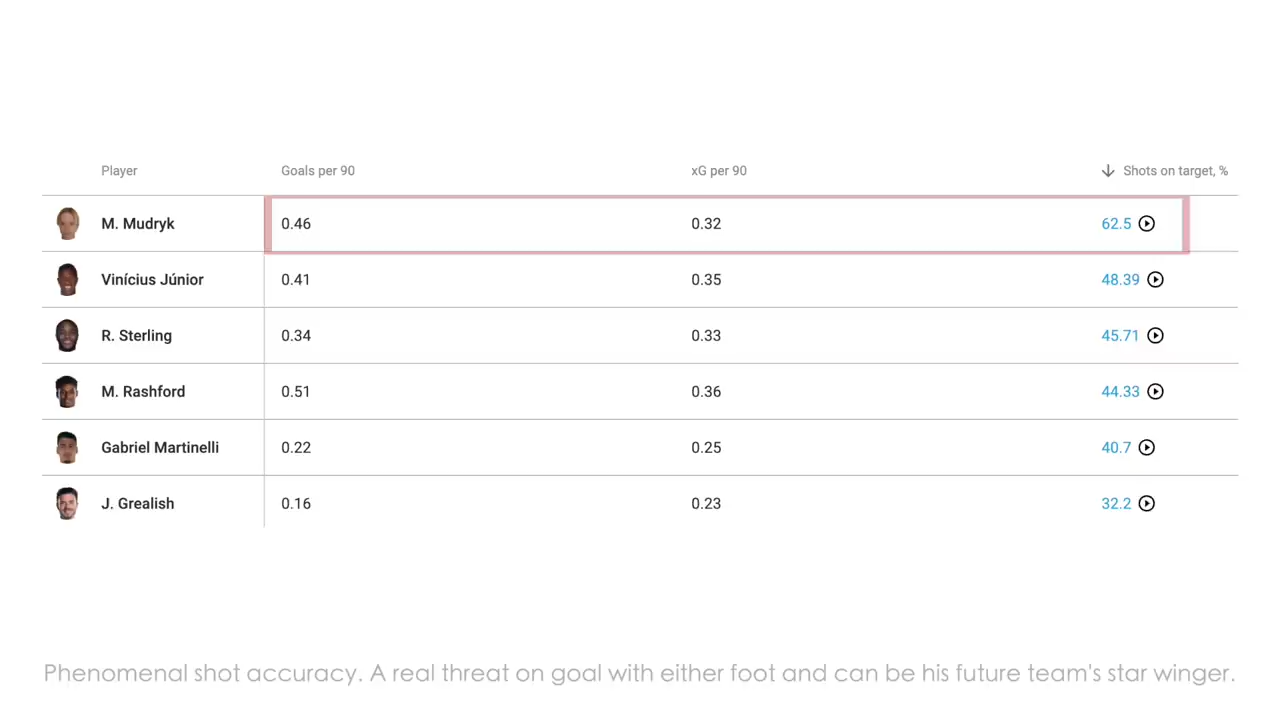 Player Goals per 90 xG per 90 Shots on target, %
M. Mudryk 0.46 0.32 62.5
Vinícius Júnior 0.41 0.35 48.39
R. Sterling 0.34 0.33 45.71
M. Rashford 0.51 0.36 44.33
Gabriel Martinelli 0.22 0.25 40.7
J. Grealish 0.16 0.23 32.2
Phenomenal shot accuracy. A real threat on goal with either foot and can be his future team's star winger.